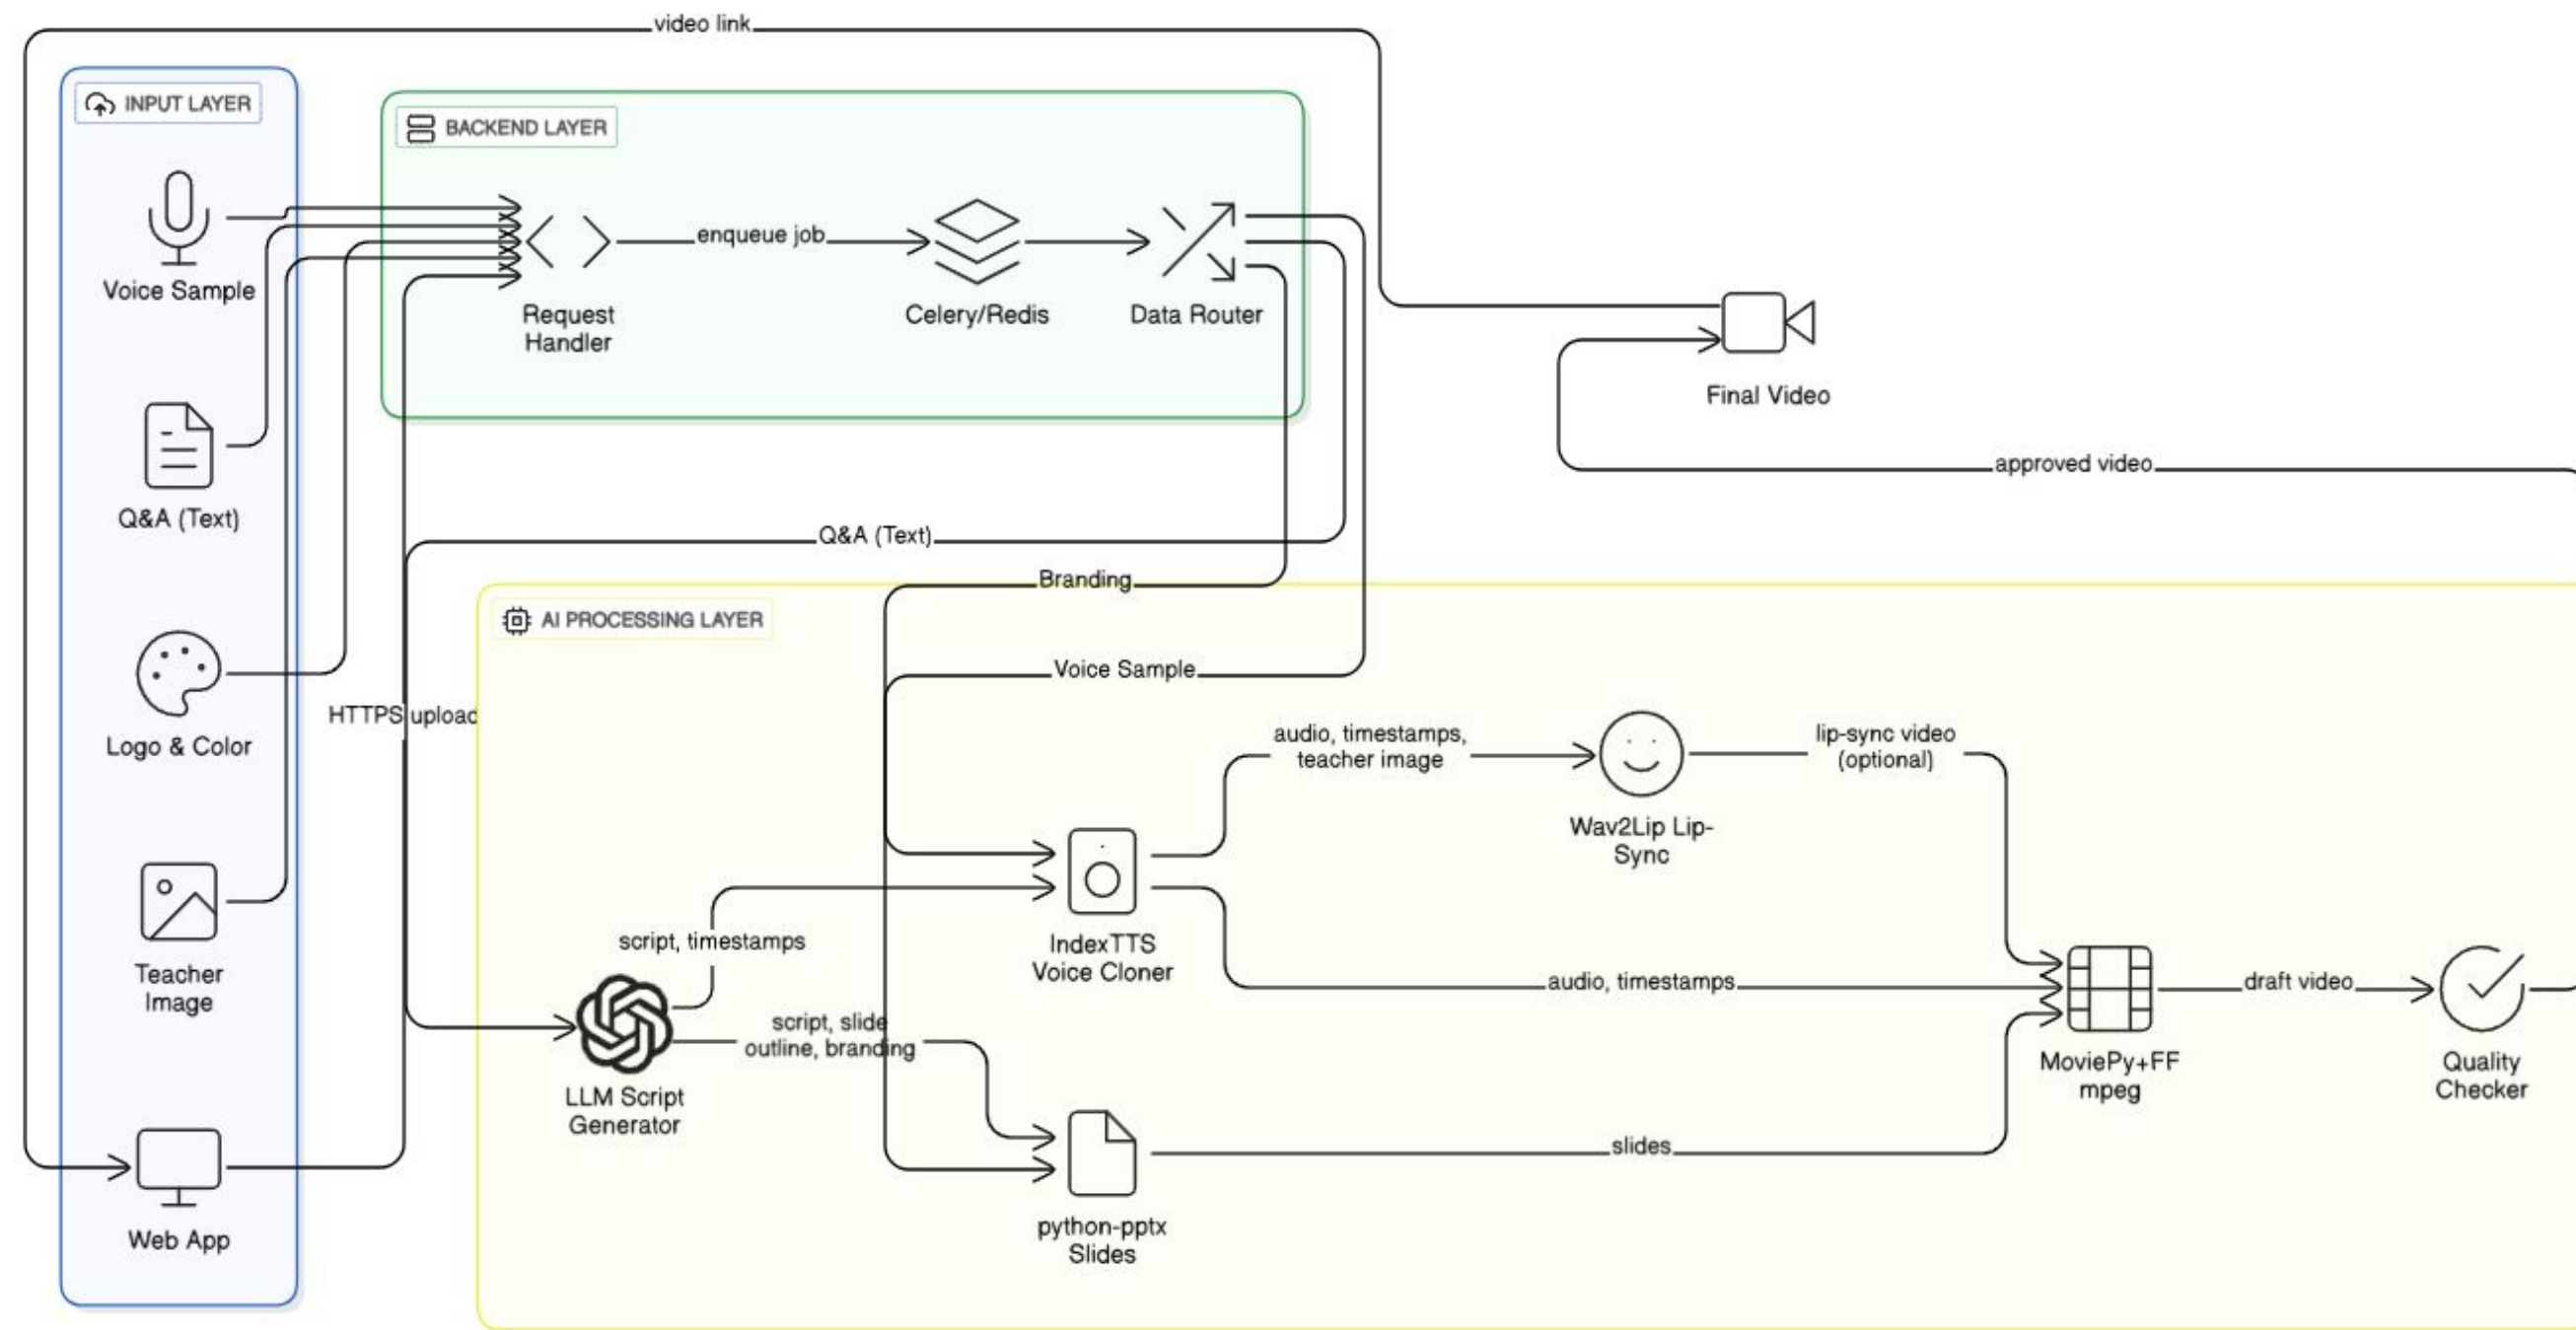 video link
INPUT LAYER
BACKEND LAYER
Voice Sample
enqueue job
Request
Handler
Celery/Redis
Data Router
Final Video
Q&A (Text)
approved video
Q&A (Text)
Branding
AI PROCESSING LAYER
Voice Sample
HTTPS upload
Logo & Color
audio, timestamps,
teacher image
lip-sync video
(optional)
Wav2Lip Lip-
Sync
script, timestamps
IndexTTS
Voice Cloner
Teacher
Image
audio, timestamps
draft video
script, slide
outline, branding
LLM Script
Generator
MoviePy+FF
mpeg
Quality
Checker
slides
python-pptx
Slides
Web App